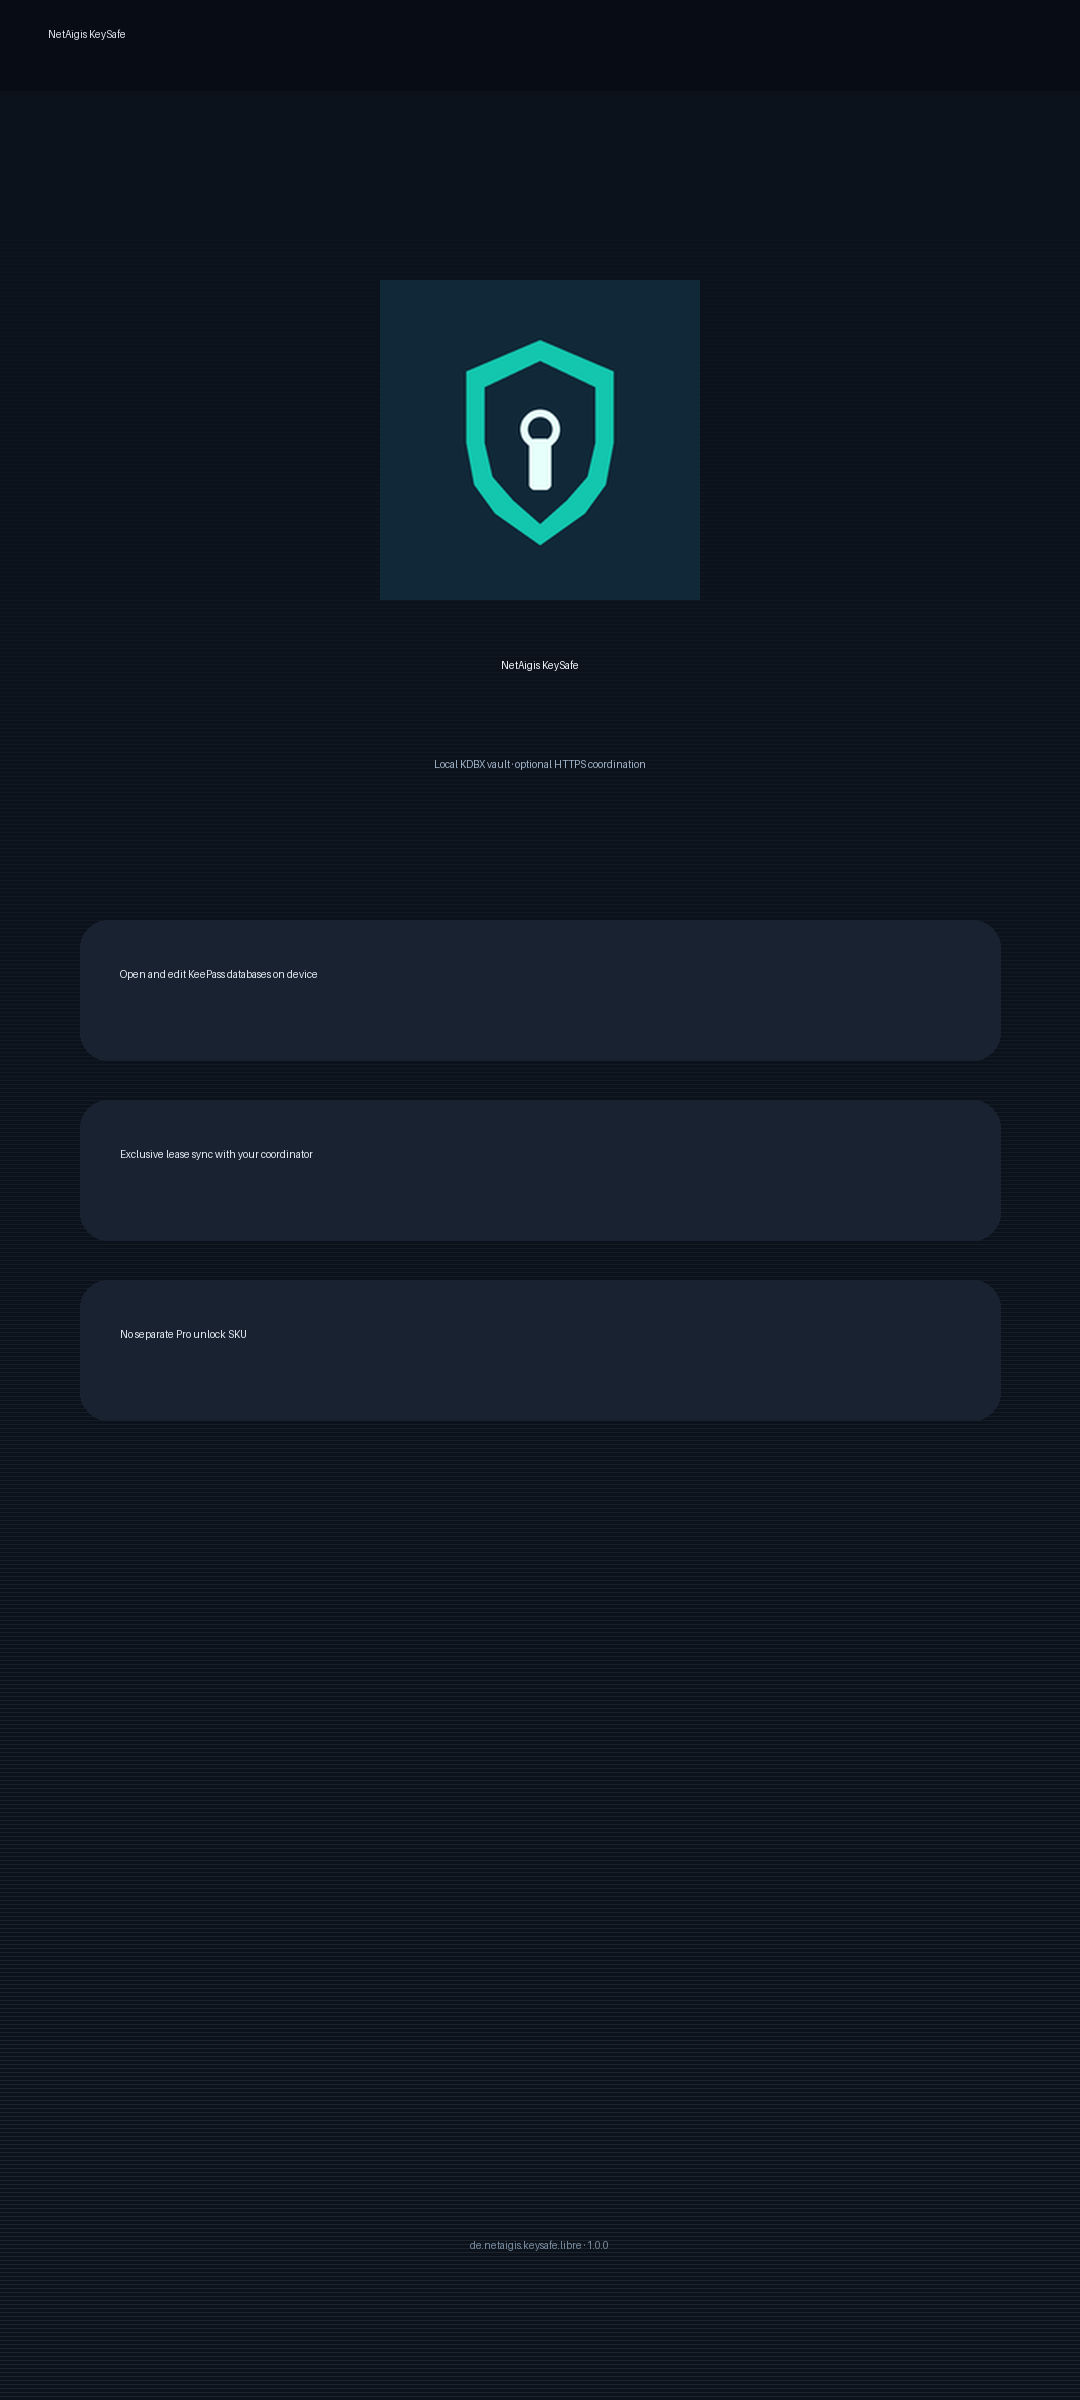 NetAigis KeySafe
NetAigis KeySafe
Local KDBX vault · optional HTTPS coordination
Open and edit KeePass databases on device
Exclusive lease sync with your coordinator
No separate Pro unlock SKU
de.netaigis.keysafe.libre · 1.0.0